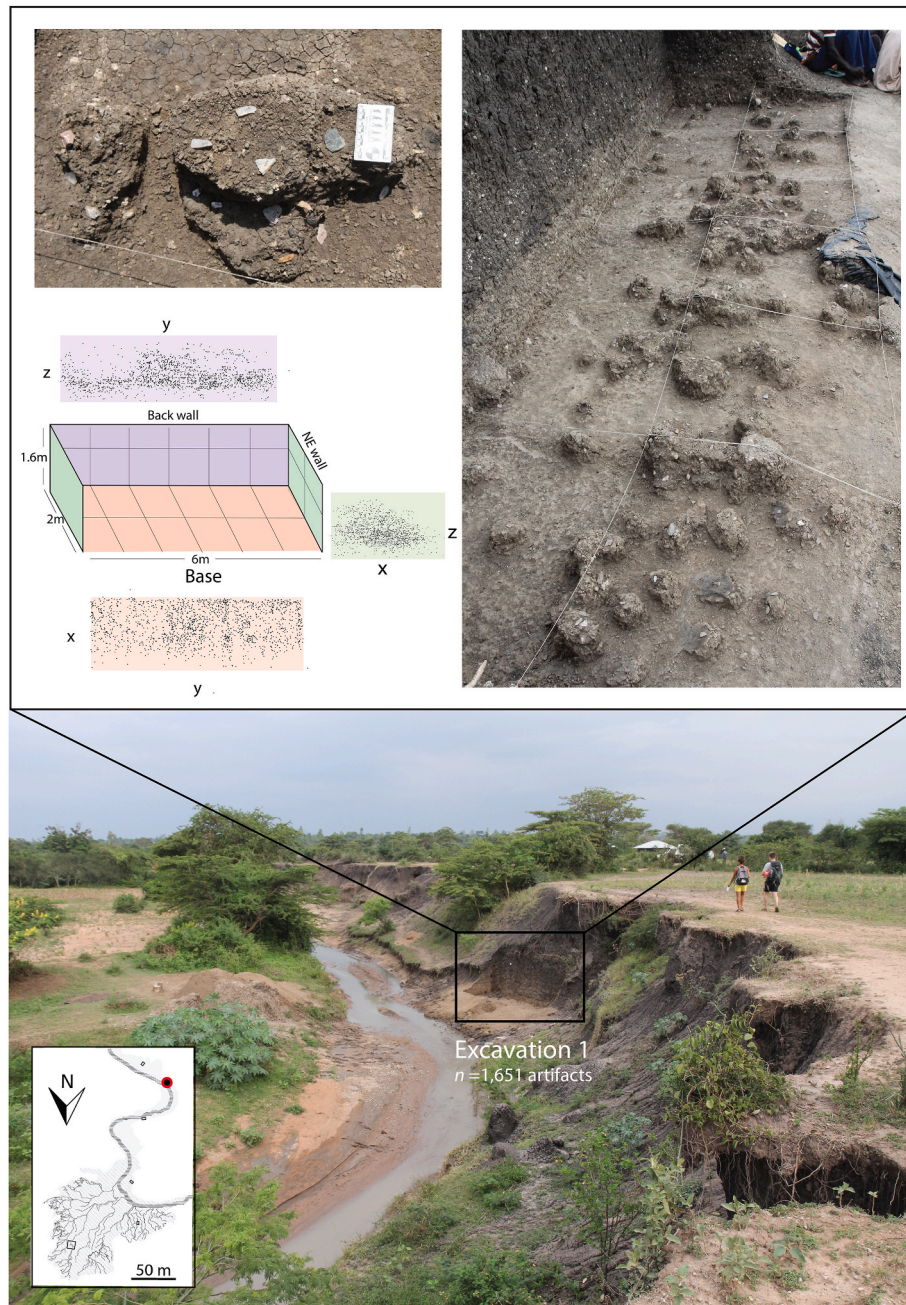 y
z
Back wall
NE wall
1.6m
2m
z
6m
x
Base
x
y
Excavation 1
n =1,651 artifacts
N
50 m